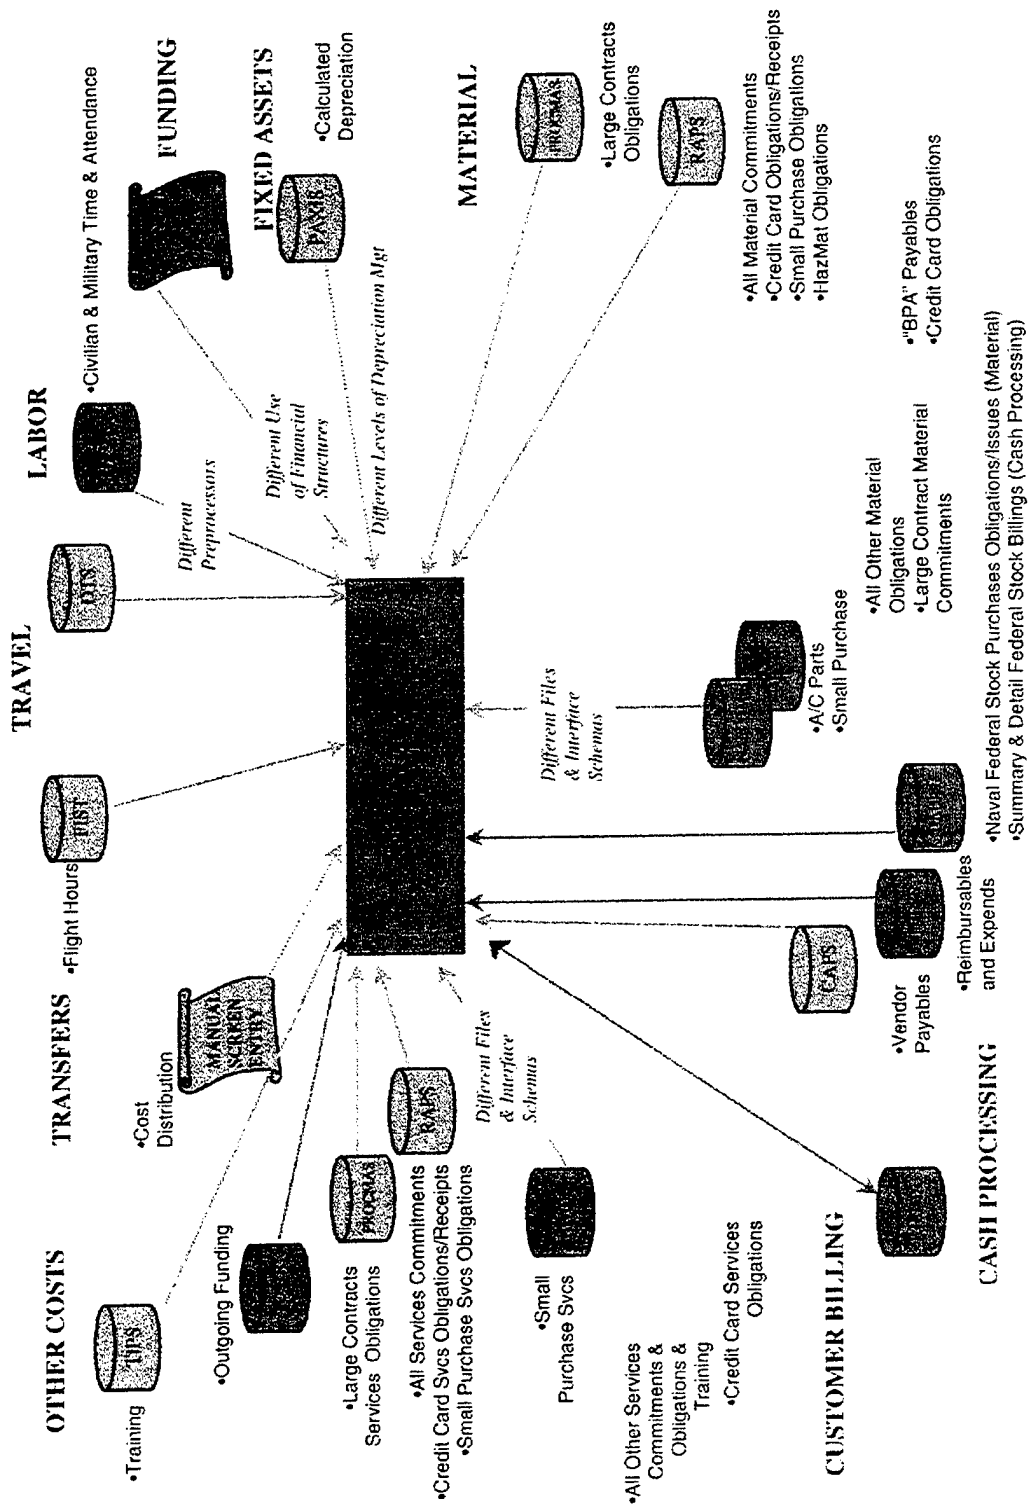 OTHER COSTS
TIPS
•Training
•Outgoing Funding
PROCMAS
•Large Contracts
Services Obligations
RAPS
•All Services Commitments
•Credit Card Svcs Obligations/Receipts
•Small Purchase Svcs Obligations
Different Files
& Interface
Schemas
•Small
Purchase Svcs
•All Other Services
Commitments &
Obligations &
Training
•Credit Card Services
Obligations
CUSTOMER BILLING
TRANSFERS
•Cost
Distribution
MANUAL
SCREEN
ENTRY
TRAVEL
FIST
•Flight Hours
DTS
LABOR
•Civilian & Military Time & Attendance
Different
Preprocessors
FUNDING
Different Use
of Financial
Structures
FIXED ASSETS
•Calculated
Depreciation
Different Levels of Depreciation Mgt
MATERIAL
PROCMAS
•Large Contracts
Obligations
RAPS
•All Material Commitments
•Credit Card Obligations/Receipts
•Small Purchase Obligations
•HazMat Obligations
Different Files
& Interface
Schemas
•A/C Parts
•Small Purchase
•All Other Material
Obligations
•Large Contract Material
Commitments
•"BPA" Payables
•Credit Card Obligations
CASH PROCESSING
CAPS
•Vendor
Payables
•Reimbursables
and Expends
•Naval Federal Stock Purchases Obligations/Issues (Material)
•Summary & Detail Federal Stock Billings (Cash Processing)